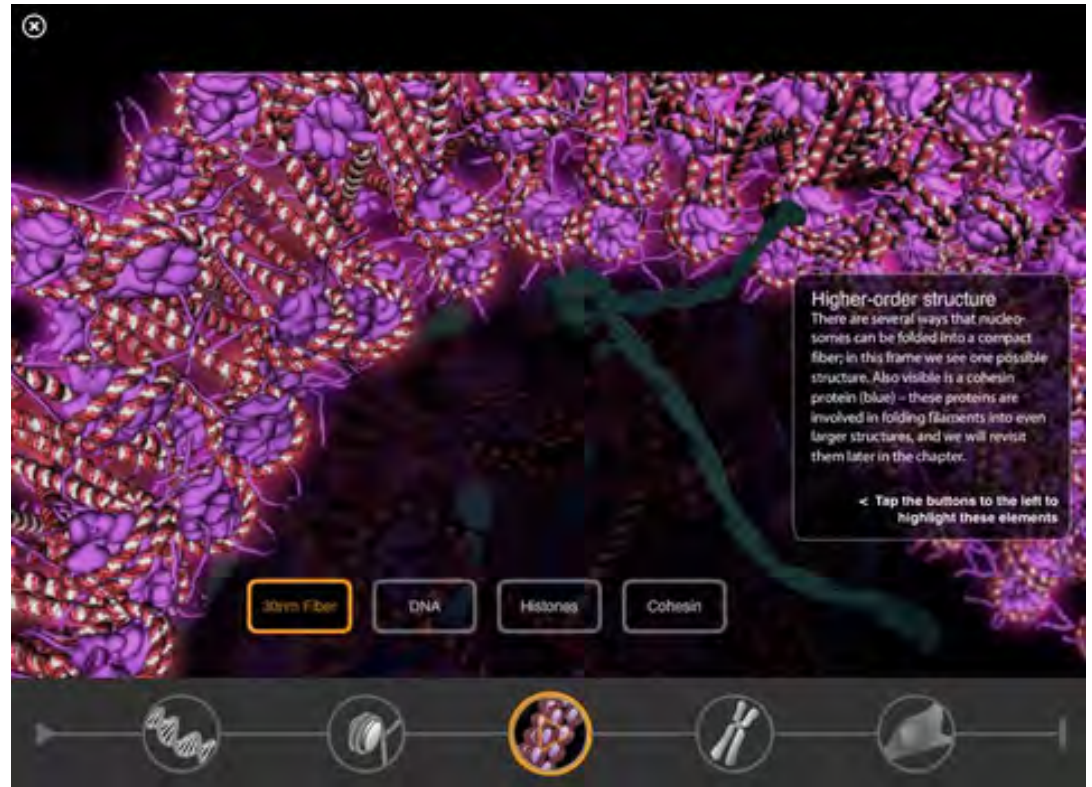 Higher-order structure
There are several ways that nucleo-
somes can be folded into a compact
fiber; in this frame we see one possible
structure. Also visible is a cohesin
protein (blue) – these proteins are
involved in folding filaments into even
larger structures, and we will revisit
them later in the chapter.
< Tap the buttons to the left to
highlight these elements
30nm Fiber
DNA
Histones
Cohesin